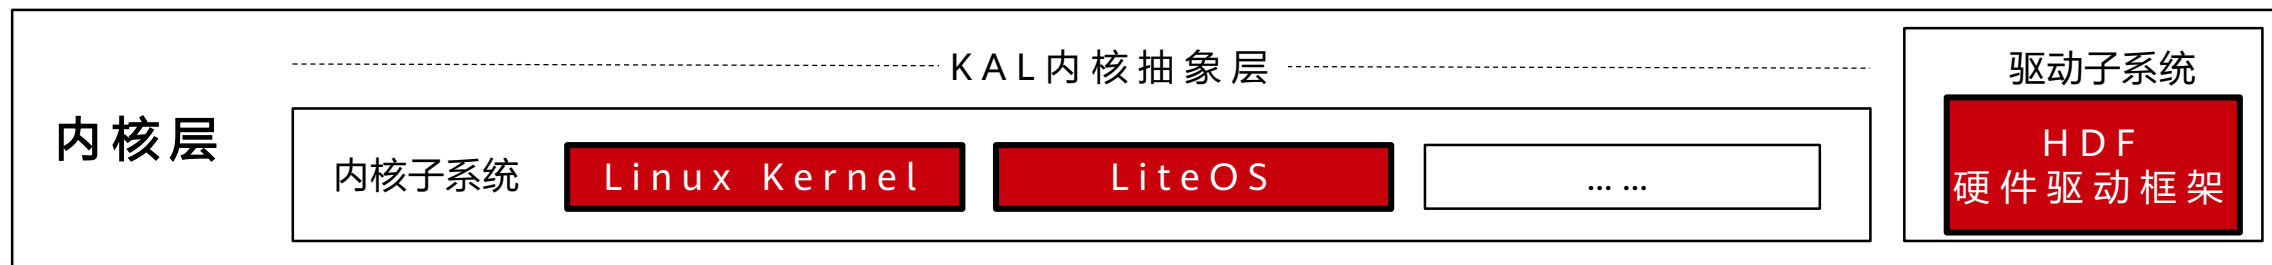 KAL内核抽象层
驱动子系统
内核层
内核子系统
Linux Kernel
LiteOS
... ...
HDF
硬件驱动框架